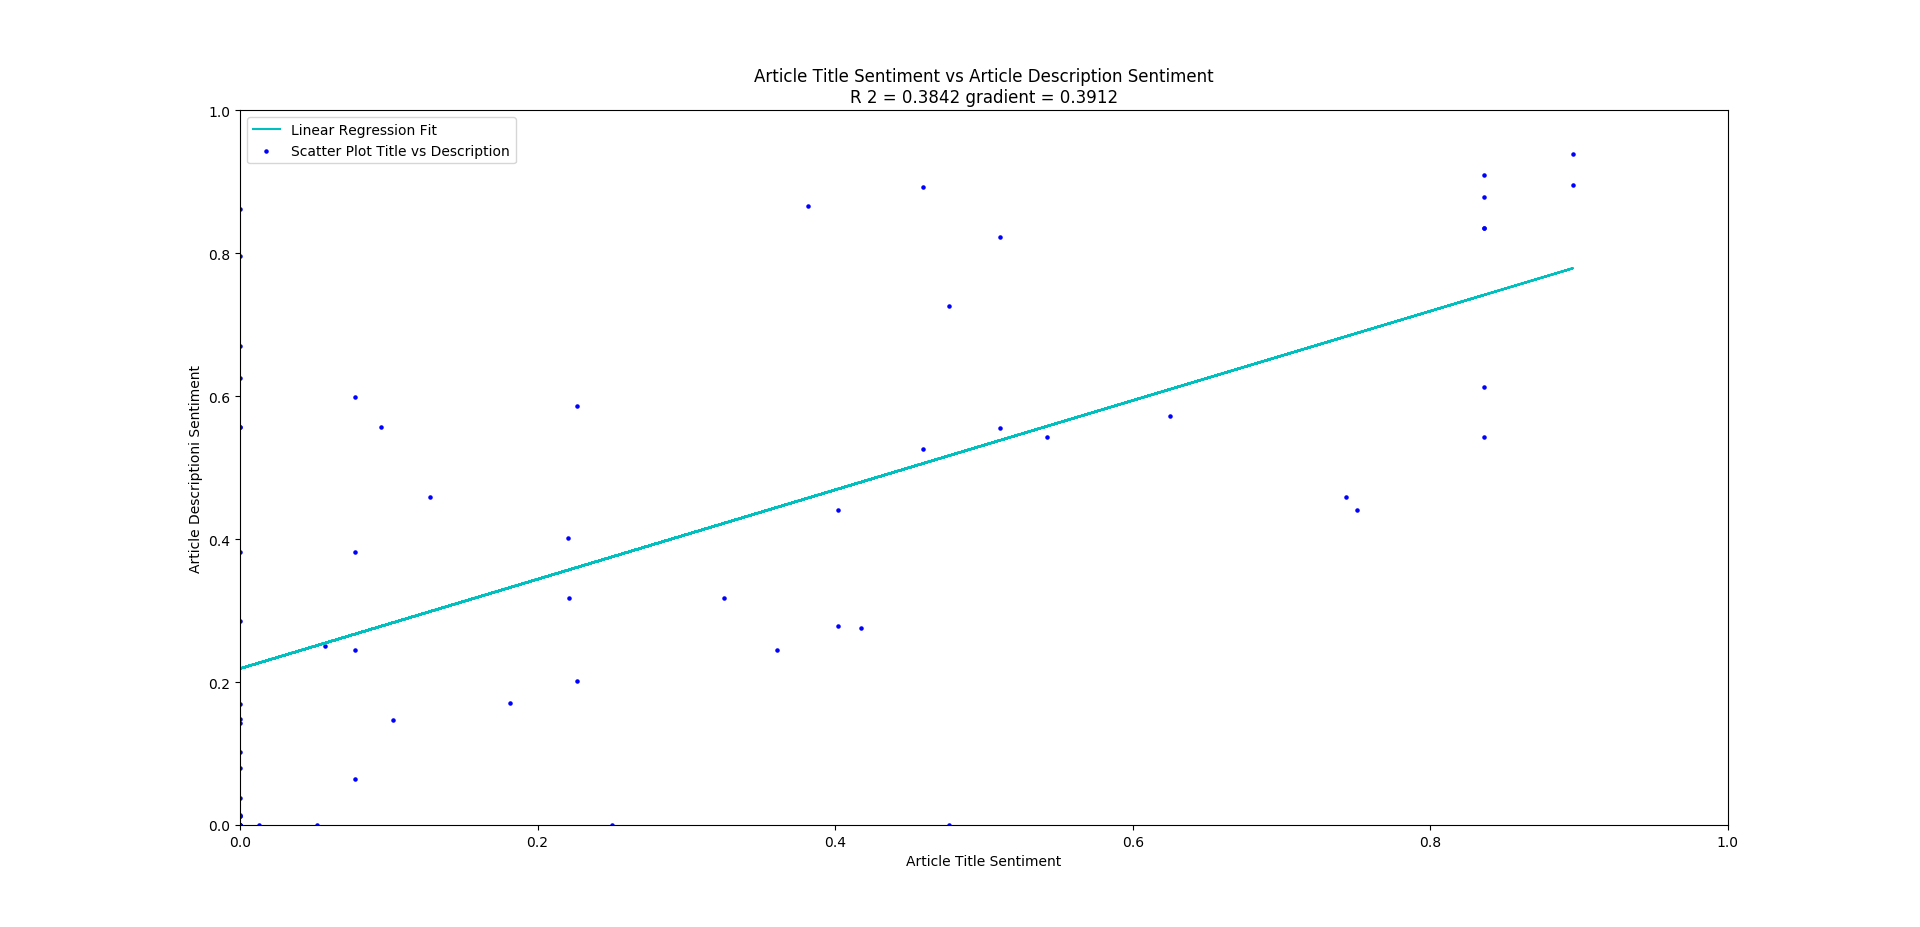 Article Title Sentiment vs Article Description Sentiment
R 2 = 0.3842 gradient = 0.3912
Linear Regression Fit
Scatter Plot Title vs Description
1.0
0.8
0.6
0.4
0.2
0.0
Article Descriptioni Sentiment
0.0 0.2 0.4 0.6 0.8 1.0
Article Title Sentiment